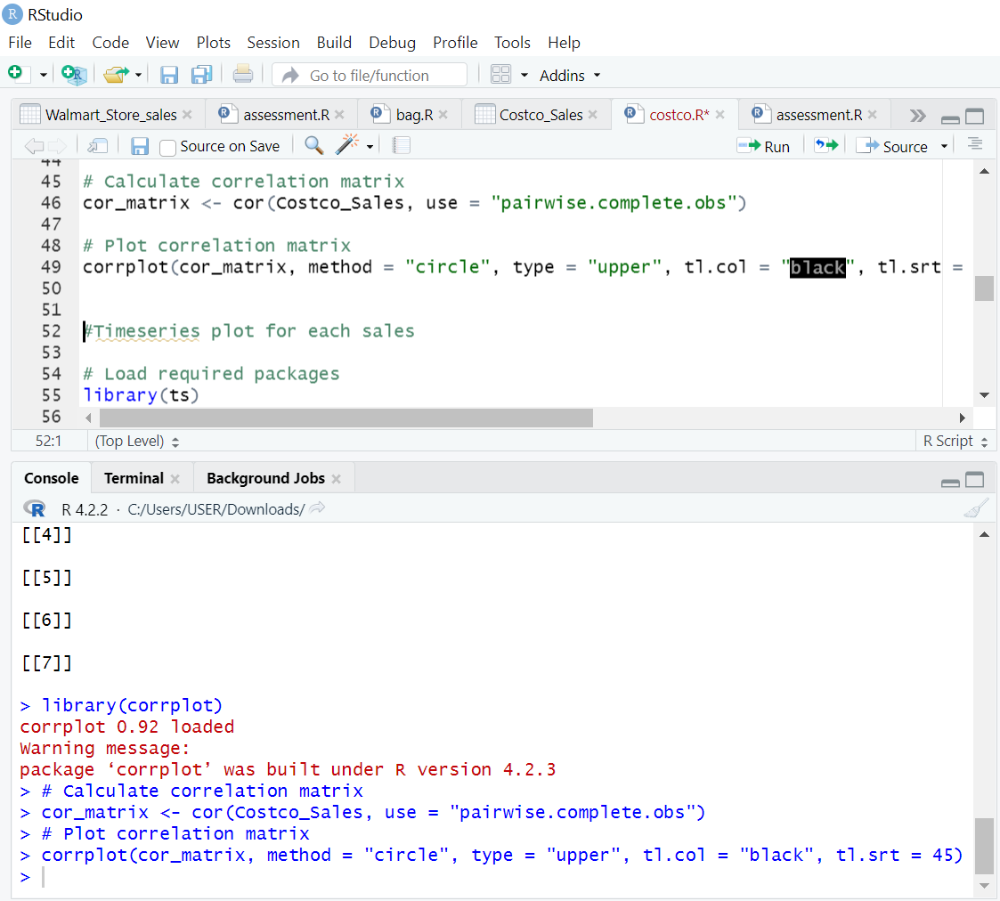 R RStudio
File Edit Code View Plots Session Build Debug Profile Tools Help
Go to file/function Addins
Walmart_Store_sales assessment.R bag.R Costco_Sales costco.R* assessment.R
Source on Save Run Source
44
45 # Calculate correlation matrix
46 cor_matrix <- cor(Costco_Sales, use = "pairwise.complete.obs")
47
48 # Plot correlation matrix
49 corrplot(cor_matrix, method = "circle", type = "upper", tl.col = "black", tl.srt =
50
51
52 #Timeseries plot for each sales
53
54 # Load required packages
55 library(ts)
56
52:1 (Top Level) R Script
Console Terminal Background Jobs
R R 4.2.2 · C:/Users/USER/Downloads/
[[4]]
[[5]]
[[6]]
[[7]]
> library(corrplot)
corrplot 0.92 loaded
Warning message:
package ‘corrplot’ was built under R version 4.2.3
> # Calculate correlation matrix
> cor_matrix <- cor(Costco_Sales, use = "pairwise.complete.obs")
> # Plot correlation matrix
> corrplot(cor_matrix, method = "circle", type = "upper", tl.col = "black", tl.srt = 45)
>